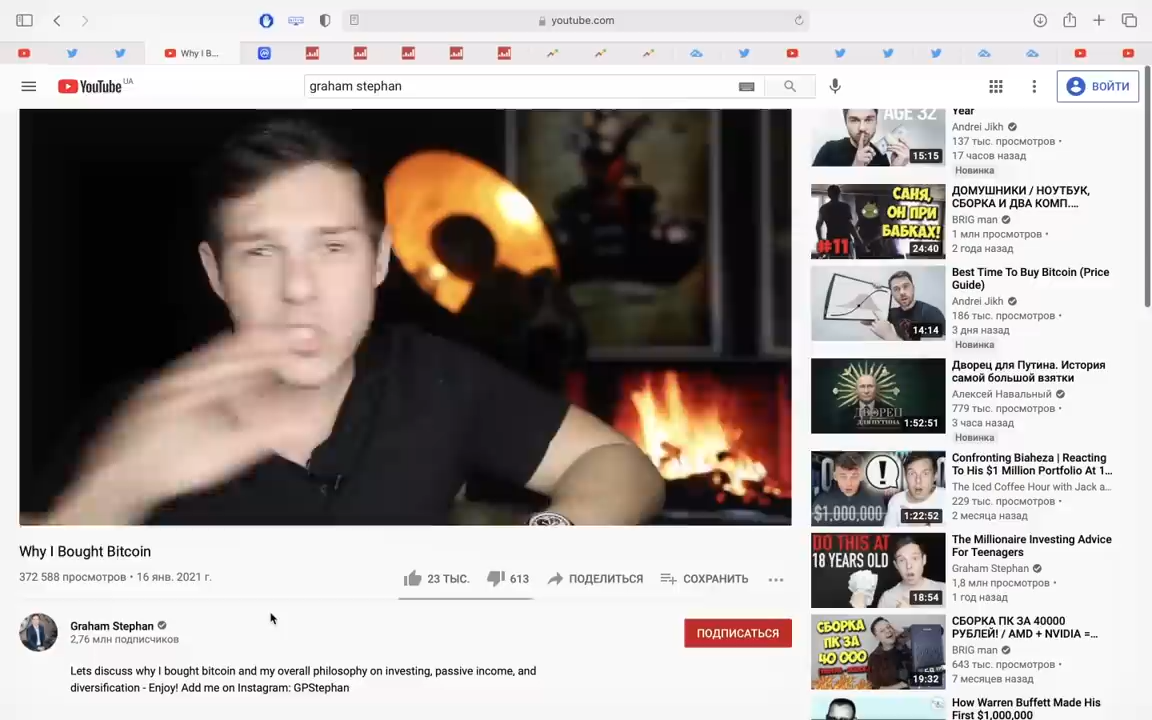 youtube.com
Why I B...
YouTube UA
graham stephan
ВОЙТИ
Why I Bought Bitcoin
372 588 просмотров • 16 янв. 2021 г.
23 ТЫС.
613
ПОДЕЛИТЬСЯ
СОХРАНИТЬ
Graham Stephan
2,76 млн подписчиков
ПОДПИСАТЬСЯ
Lets discuss why I bought bitcoin and my overall philosophy on investing, passive income, and
diversification - Enjoy! Add me on Instagram: GPStephan
AGE 32
15:15
Year
Andrei Jikh
137 тыс. просмотров •
17 часов назад
Новинка
САНЯ,
ОН ПРИ
БАБКАХ!
#11
24:40
ДОМУШНИКИ / НОУТБУК,
СБОРКА И ДВА КОМП....
BRIG man
1 млн просмотров •
2 года назад
14:14
Best Time To Buy Bitcoin (Price
Guide)
Andrei Jikh
186 тыс. просмотров •
3 дня назад
Новинка
ДВОРЕЦ
ДЛЯ ПУТИНА
1:52:51
Дворец для Путина. История
самой большой взятки
Алексей Навальный
779 тыс. просмотров •
3 часа назад
Новинка
$1,000,000
1:22:52
Confronting Biaheza | Reacting
To His $1 Million Portfolio At 1...
The Iced Coffee Hour with Jack a...
229 тыс. просмотров •
2 месяца назад
DO THIS AT
18 YEARS OLD
18:54
The Millionaire Investing Advice
For Teenagers
Graham Stephan
1,8 млн просмотров •
1 год назад
СБОРКА
ПК ЗА
40 000
19:32
СБОРКА ПК ЗА 40000
РУБЛЕЙ! / AMD + NVIDIA =...
BRIG man
643 тыс. просмотров •
7 месяцев назад
How Warren Buffett Made His
First $1,000,000